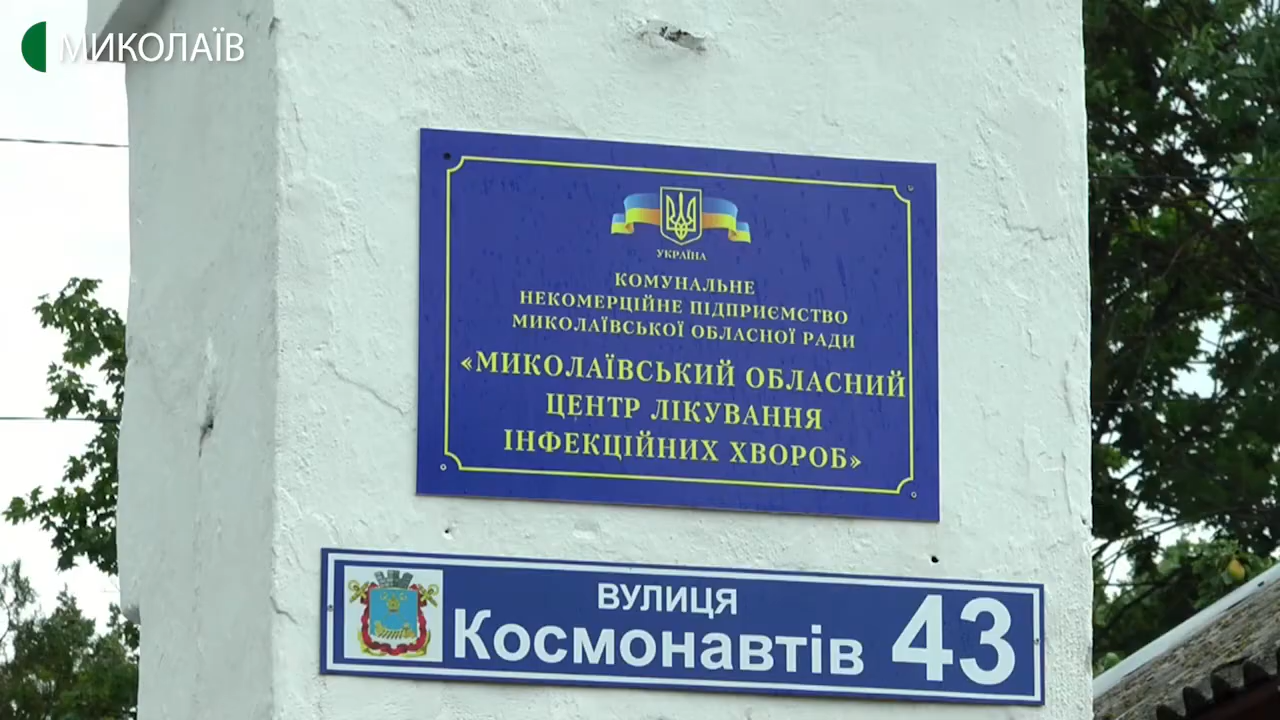 МИКОЛАЇВ
УКРАЇНА
КОМУНАЛЬНЕ
НЕКОМЕРЦІЙНЕ ПІДПРИЄМСТВО
МИКОЛАЇВСЬКОЇ ОБЛАСНОЇ РАДИ
«МИКОЛАЇВСЬКИЙ ОБЛАСНИЙ
ЦЕНТР ЛІКУВАННЯ
ІНФЕКЦІЙНИХ ХВОРОБ»
ВУЛИЦЯ
Космонавтів 43